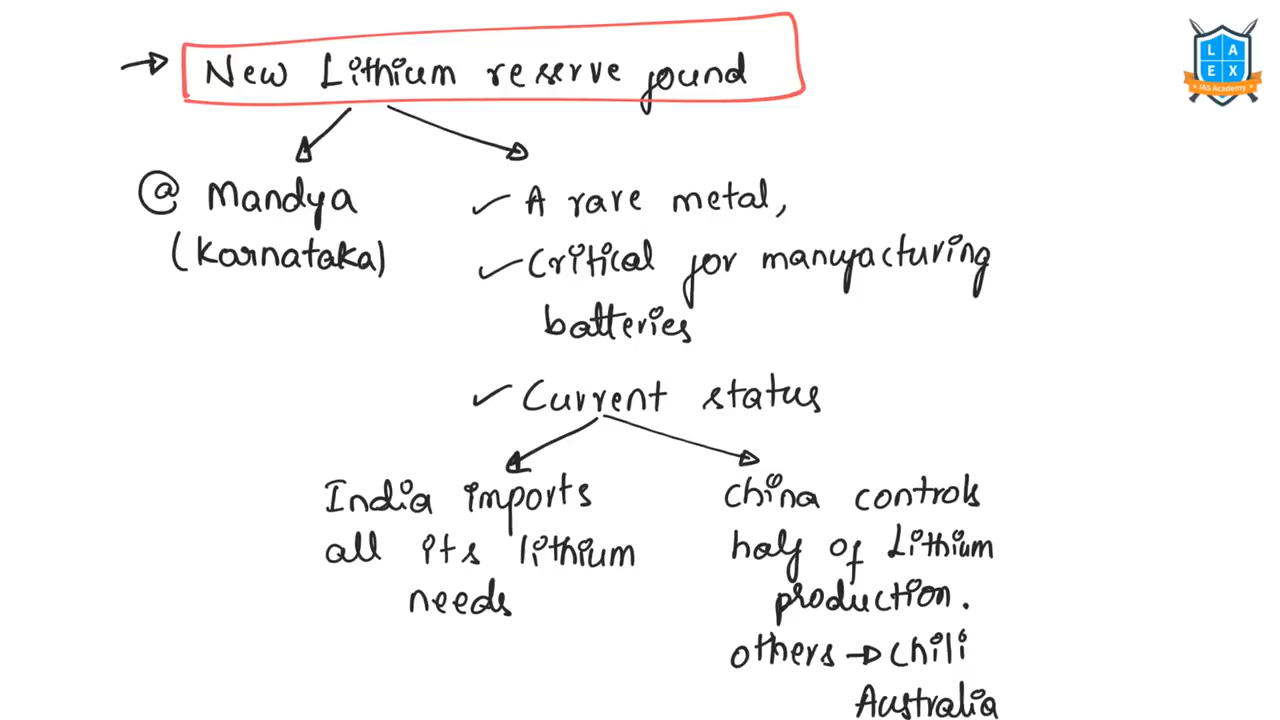 New Lithium reserve found
@ Mandya
(Karnataka)
✓ A rare metal,
✓ Critical for manufacturing
batteries
✓ Current status
India imports
all its lithium
needs
China controls
half of Lithium
production.
others → Chili
Australia
L A
E X
IAS Academy